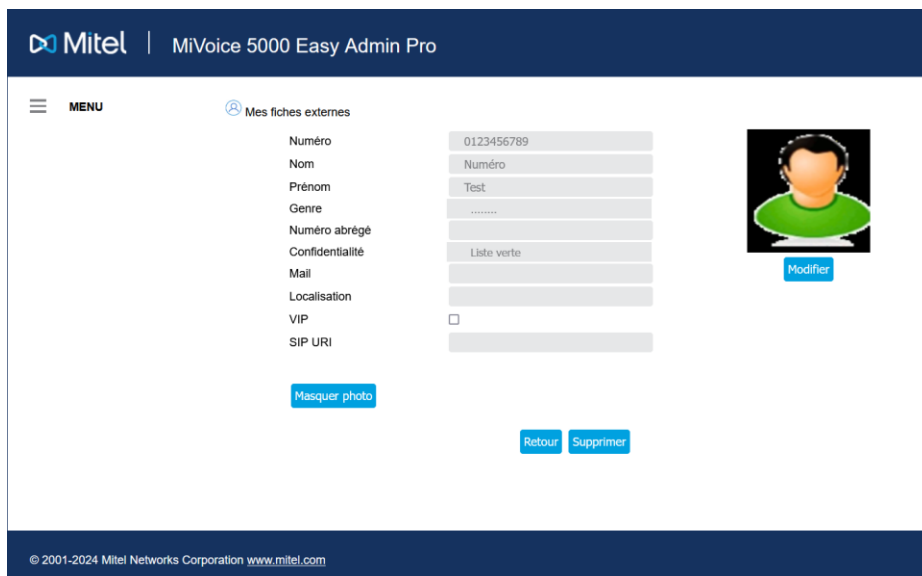 Mitel | MiVoice 5000 Easy Admin Pro
MENU
Mes fiches externes
Numéro 0123456789
Nom Numéro
Prénom Test
Genre ........
Numéro abrégé
Confidentialité Liste verte
Mail
Modifier
Localisation
VIP
SIP URI
Masquer photo
Retour Supprimer
© 2001-2024 Mitel Networks Corporation www.mitel.com